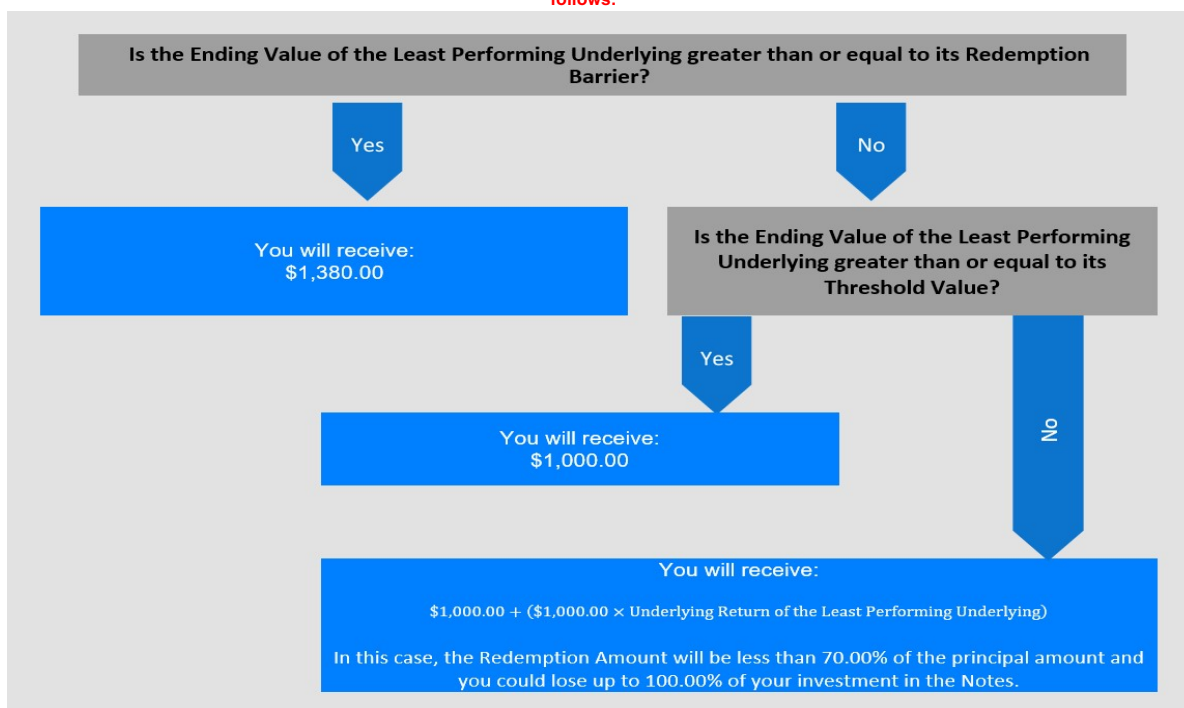 follows:
Is the Ending Value of the Least Performing Underlying greater than or equal to its Redemption
Barrier?
Yes
No
You will receive:
$1,380.00
Is the Ending Value of the Least Performing
Underlying greater than or equal to its
Threshold Value?
Yes
No
You will receive:
$1,000.00
You will receive:
$1,000.00 + ($1,000.00 × Underlying Return of the Least Performing Underlying)
In this case, the Redemption Amount will be less than 70.00% of the principal amount and
you could lose up to 100.00% of your investment in the Notes.